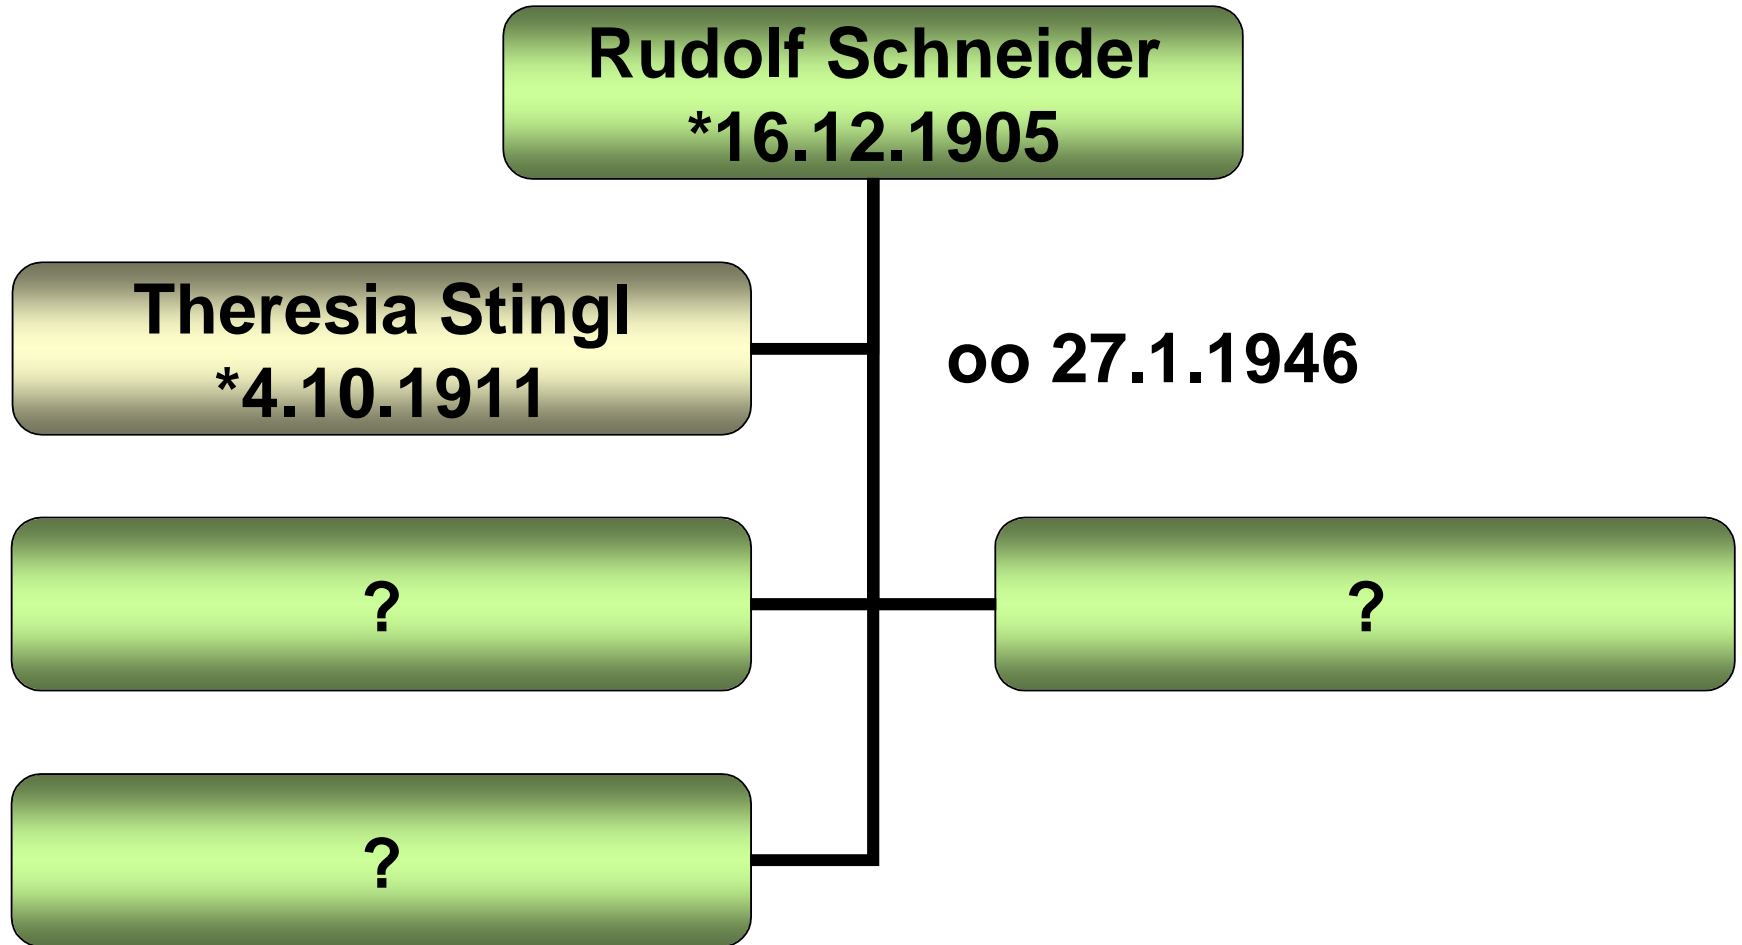 Rudolf Schneider
*16.12.1905
Theresia Stingl
*4.10.1911
oo 27.1.1946
?
?
?